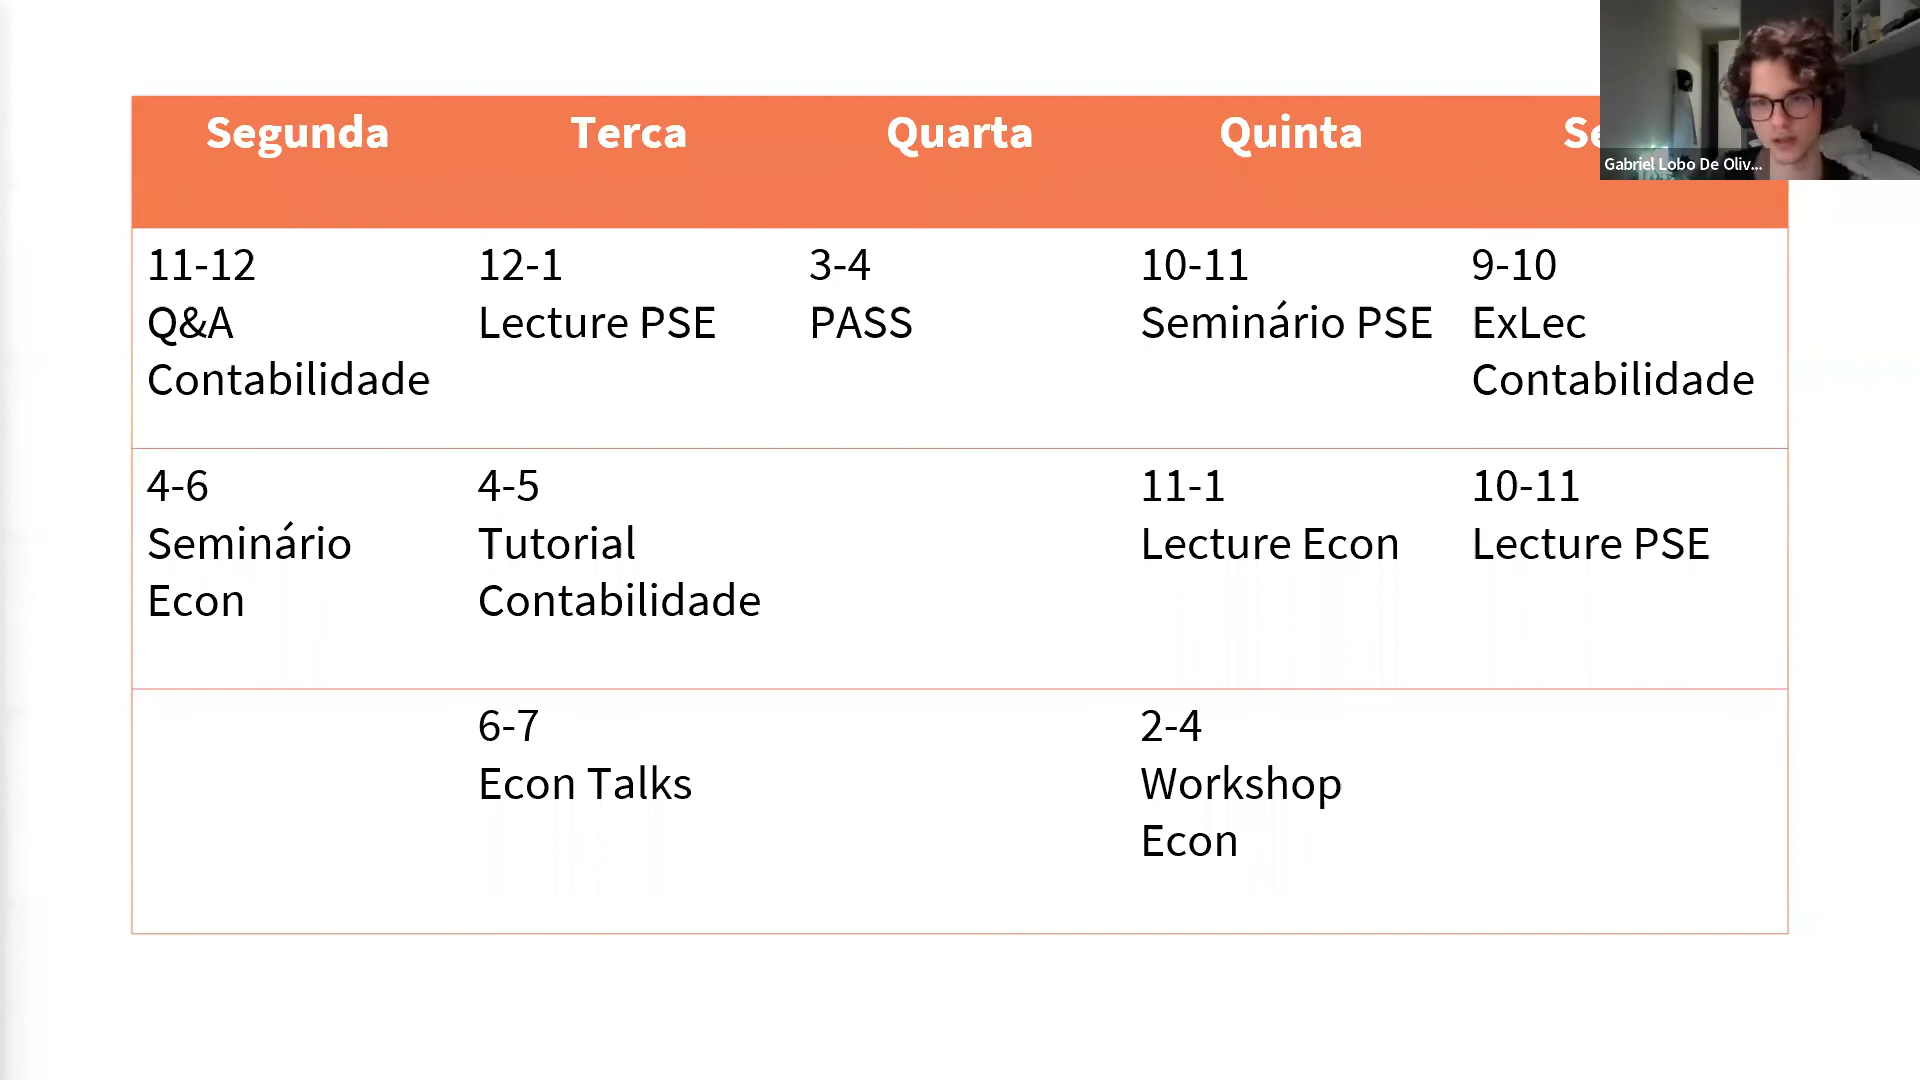 Segunda
Terca
Quarta
Quinta
Gabriel Lobo De Oliv...
11-12
Q&A
Contabilidade
12-1
Lecture PSE
3-4
PASS
10-11
Seminário PSE
9-10
ExLec
Contabilidade
4-6
Seminário
Econ
4-5
Tutorial
Contabilidade
11-1
Lecture Econ
10-11
Lecture PSE
6-7
Econ Talks
2-4
Workshop
Econ